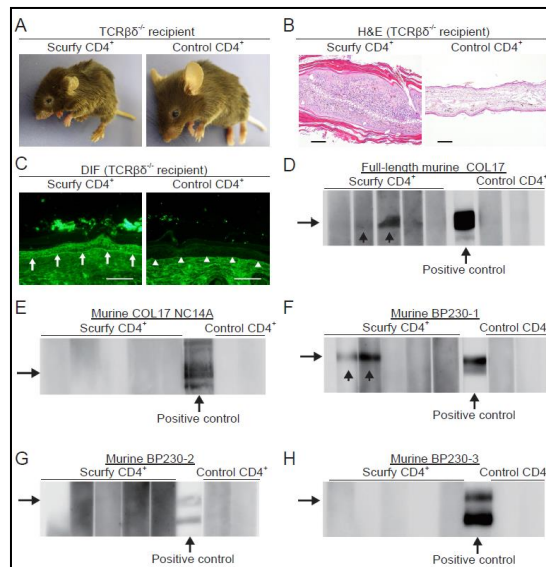 A
TCRβδ-/- recipient
Scurfy CD4+
Control CD4+
B
H&E (TCRβδ-/- recipient)
Scurfy CD4+
Control CD4+
C
DIF (TCRβδ-/- recipient)
Scurfy CD4+
Control CD4+
D
Full-length murine COL17
Scurfy CD4+
Control CD4+
Positive control
E
Murine COL17 NC14A
Scurfy CD4+
Control CD4+
Positive control
F
Murine BP230-1
Scurfy CD4+
Control CD4
Positive control
G
Murine BP230-2
Scurfy CD4+
Control CD4+
Positive control
H
Murine BP230-3
Scurfy CD4+
Control CD4
Positive control